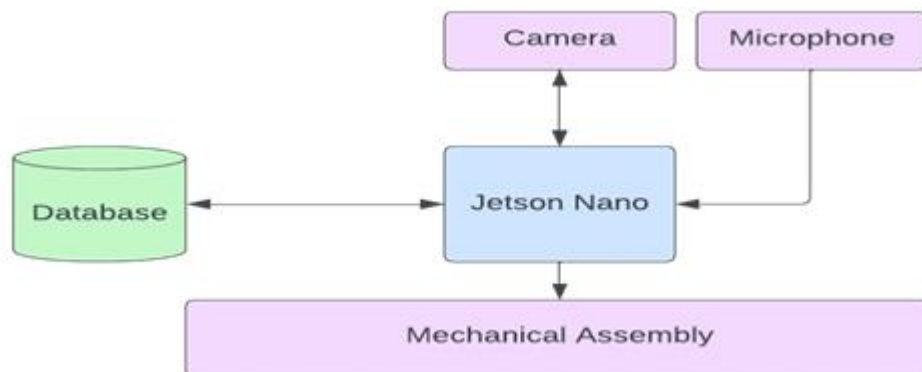 Camera
Microphone
Jetson Nano
Database
Mechanical Assembly